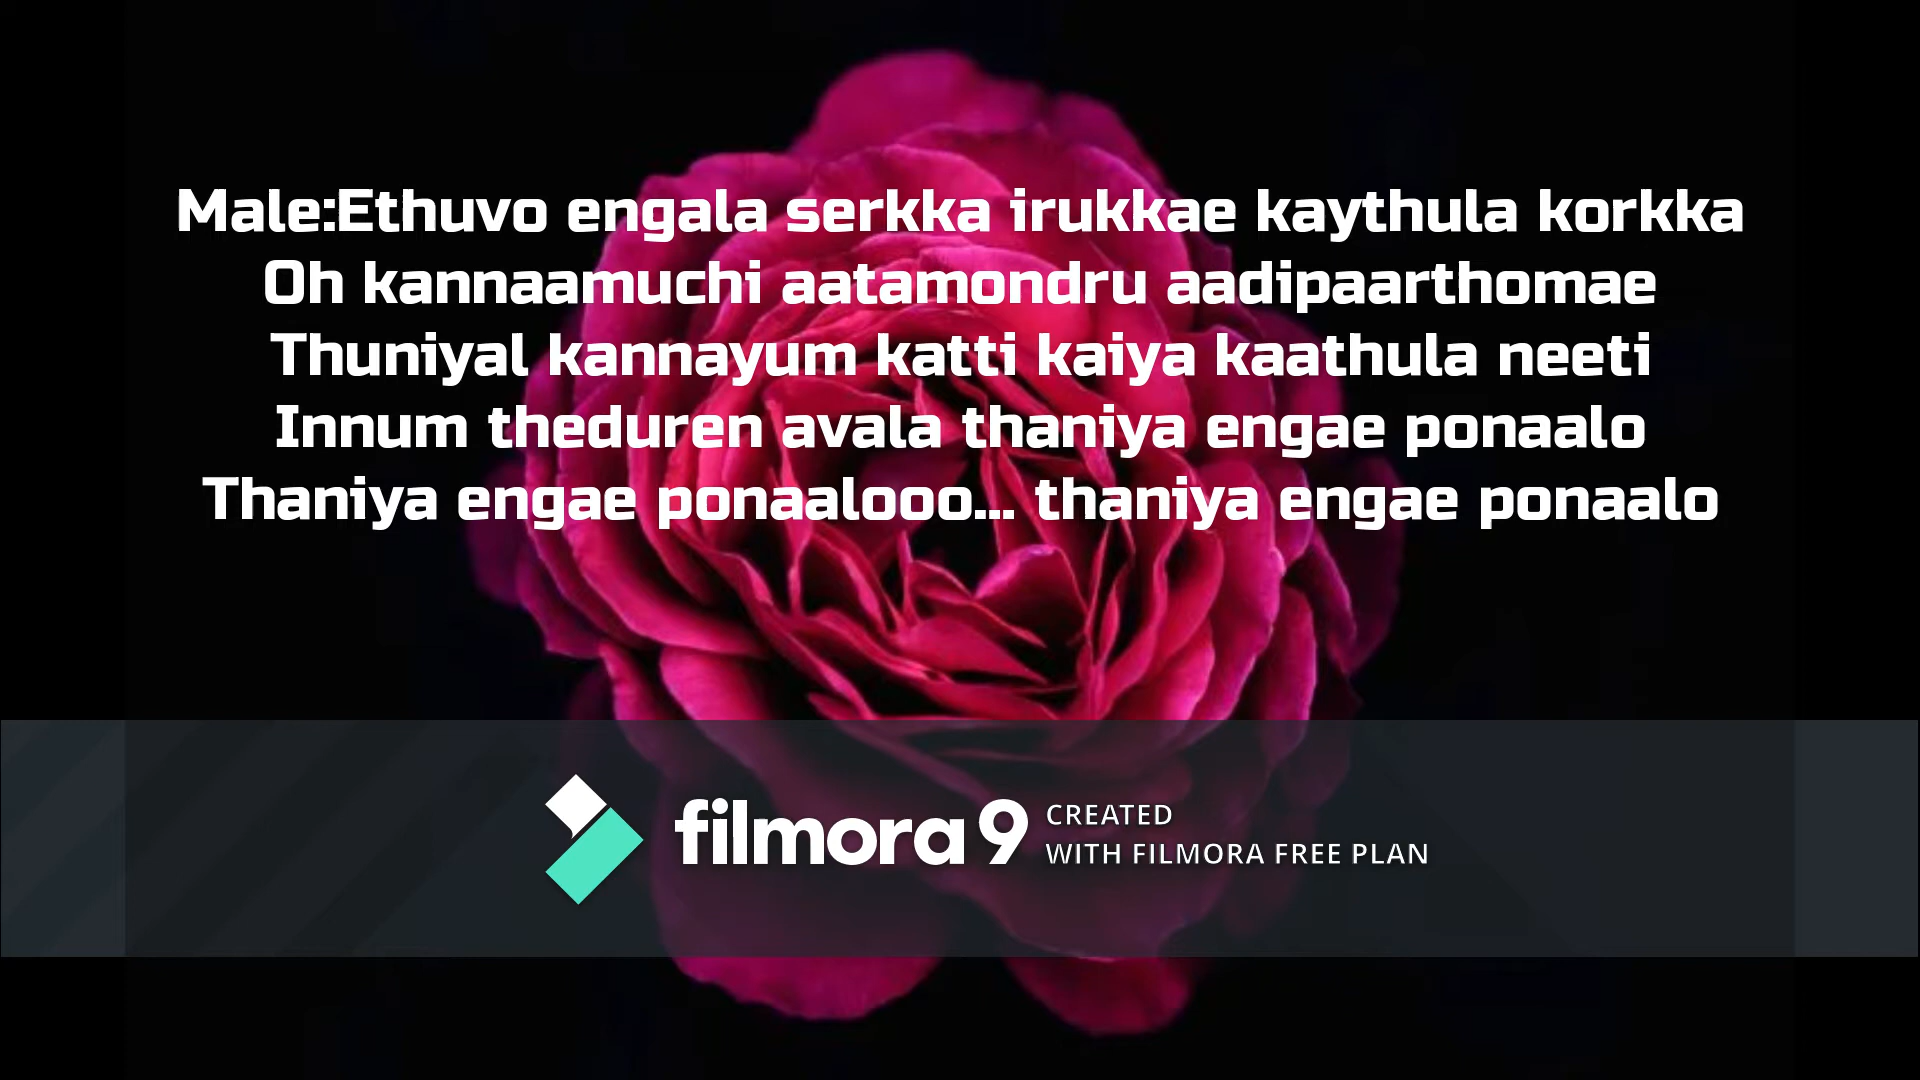 Male:Ethuvo engala serkka irukkae kaythula korkka
Oh kannaamuchi aatamondru aadipaarthomae
Thuniyal kannayum katti kaiya kaathula neeti
Innum theduren avala thaniya engae ponaalo
Thaniya engae ponaalooo... thaniya engae ponaalo
filmora 9 CREATED
WITH FILMORA FREE PLAN